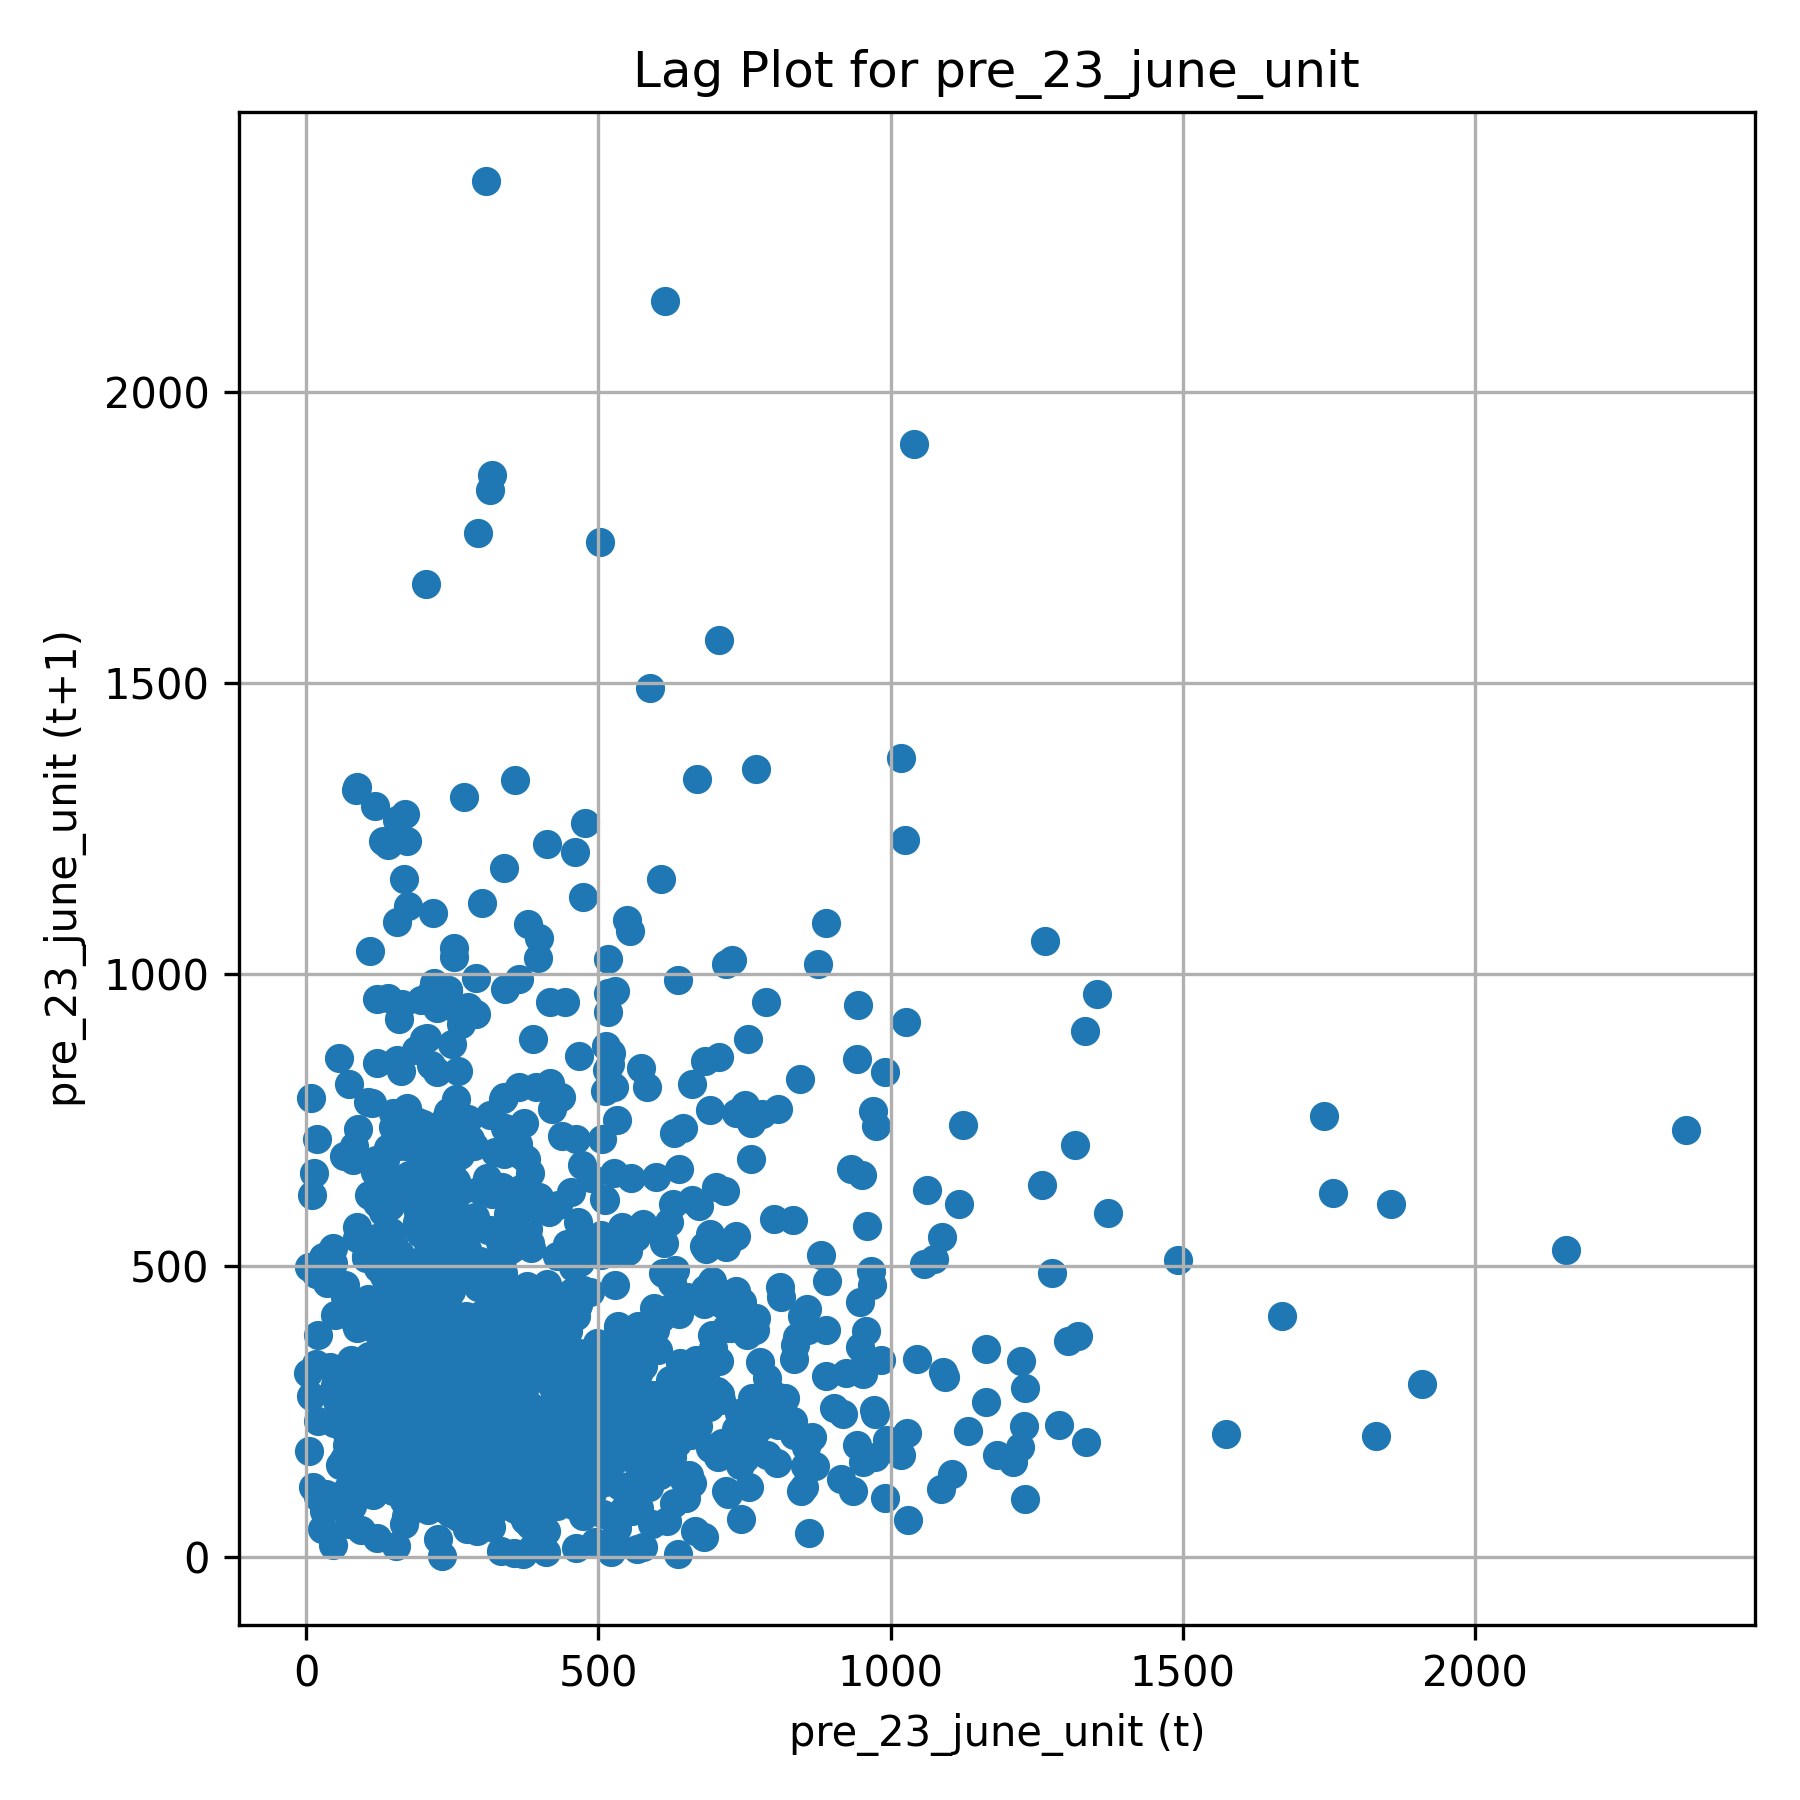 Lag Plot for pre_23_june_unit
pre_23_june_unit (t+1)
2000
1500
1000
500
0
0 500 1000 1500 2000
pre_23_june_unit (t)